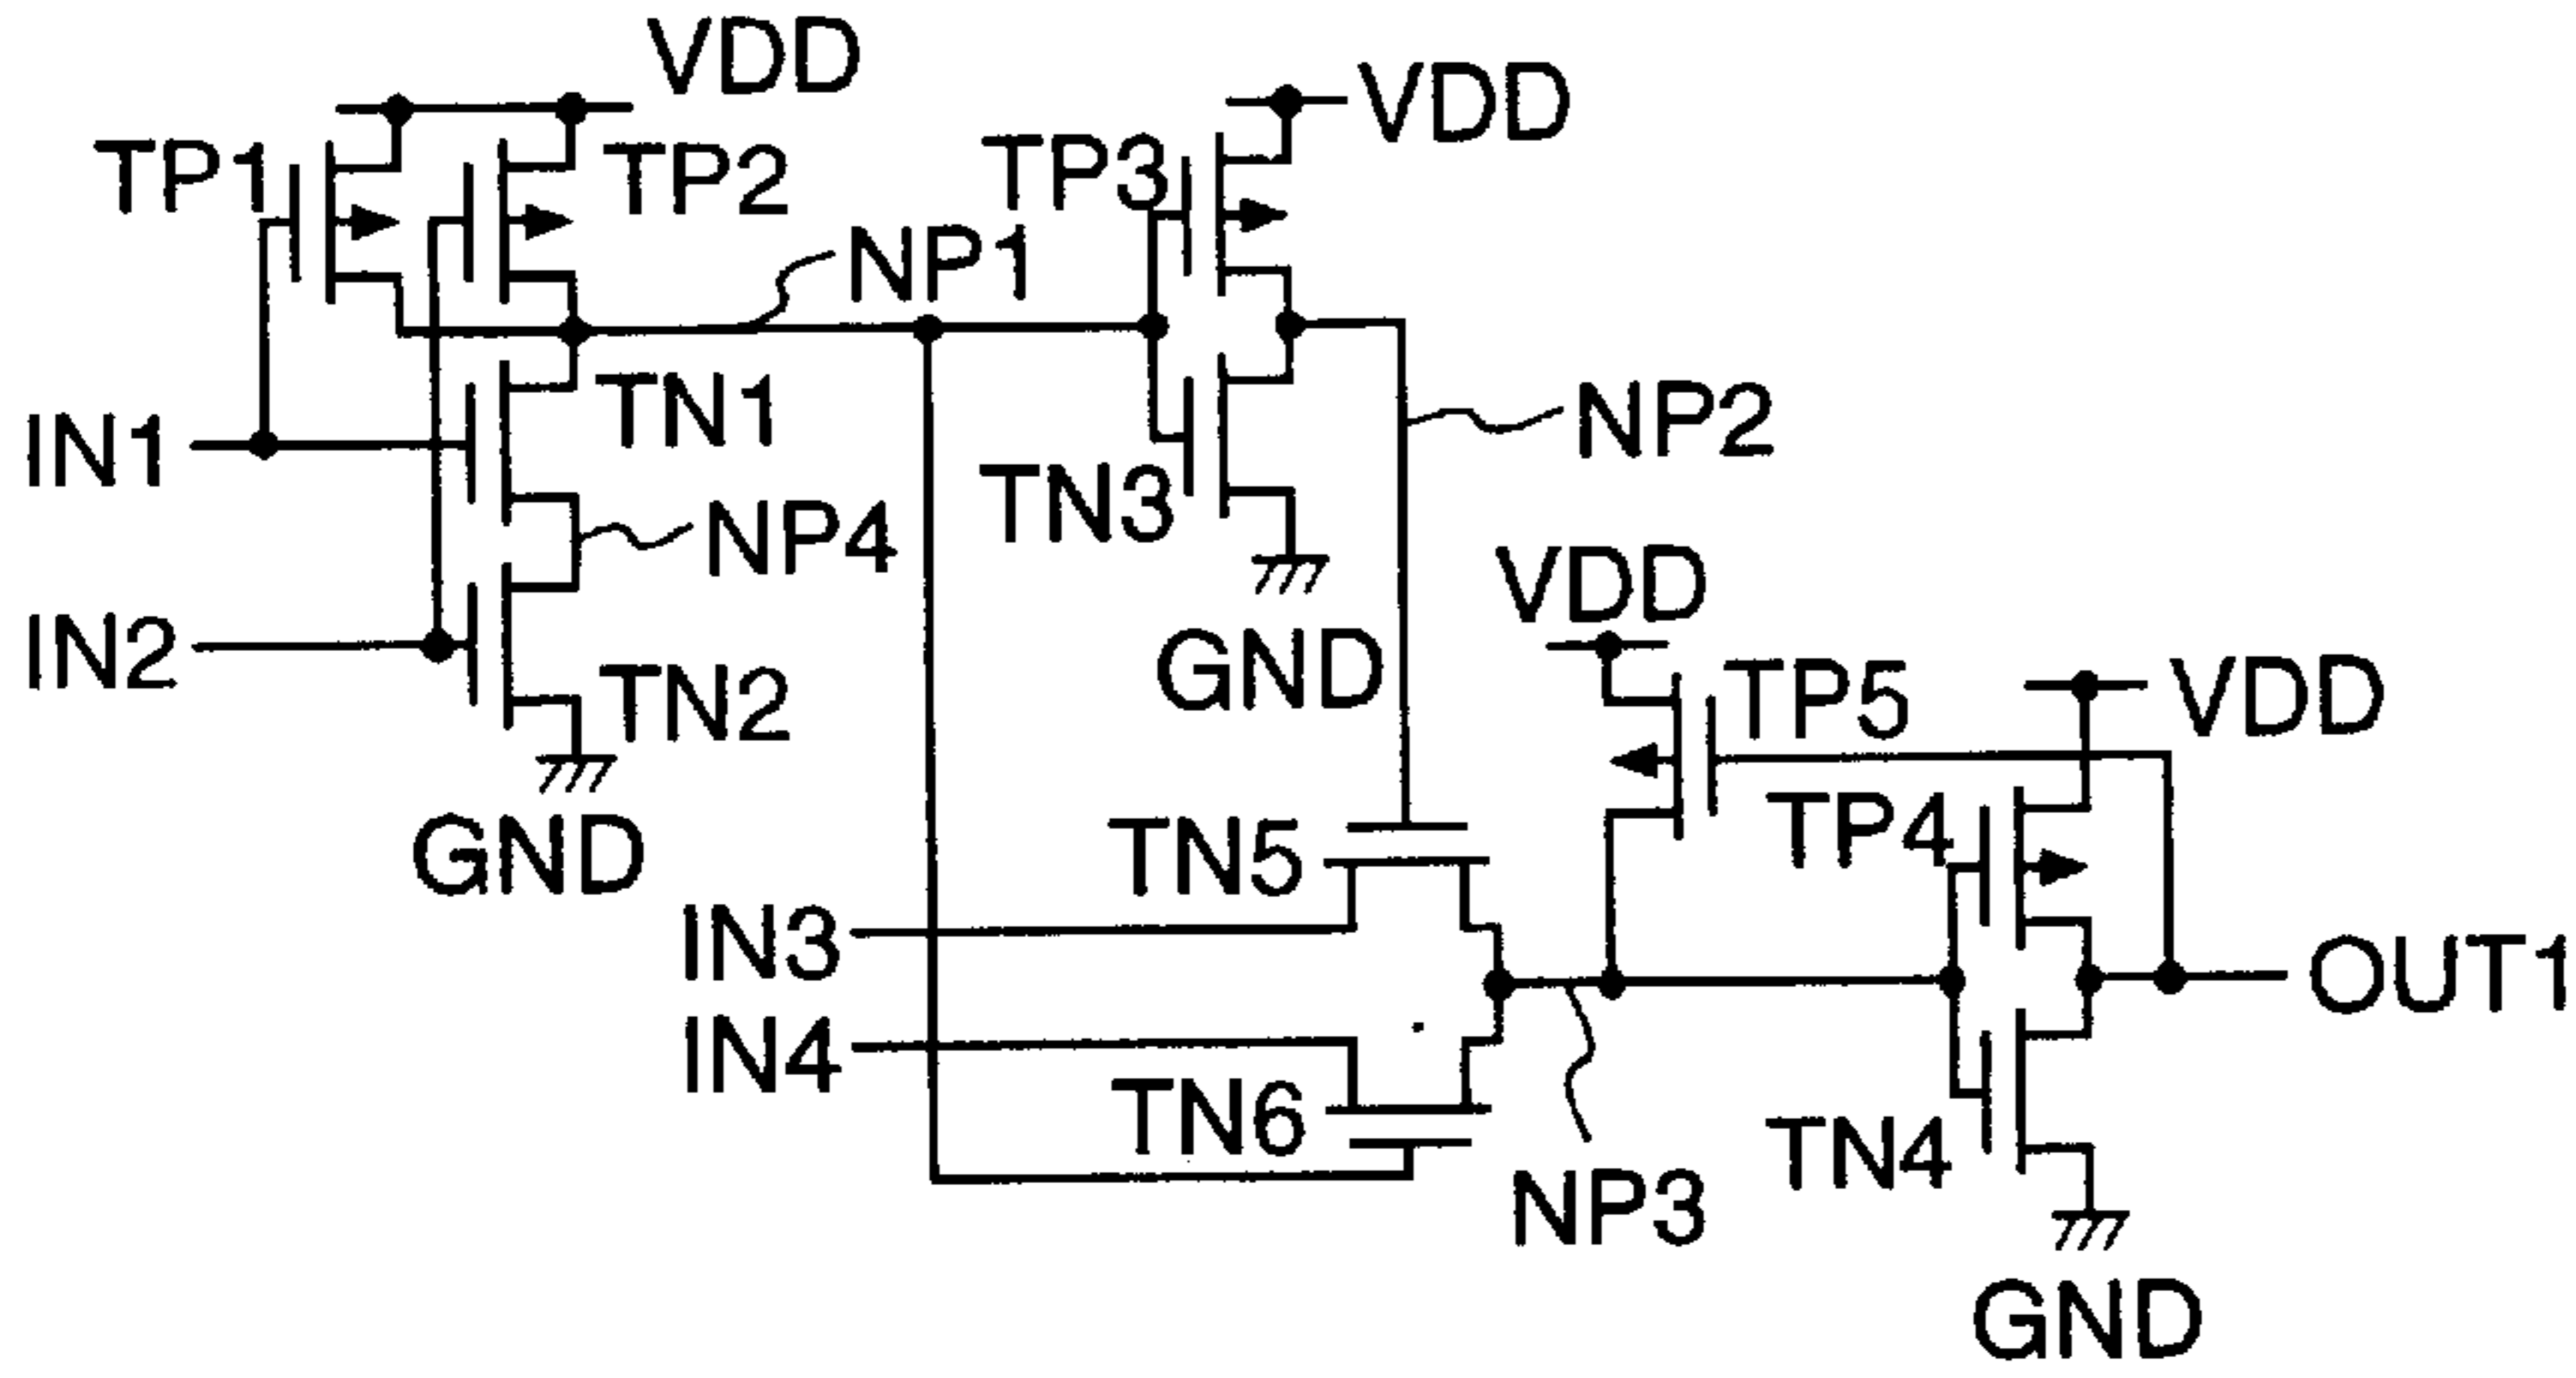 VDD
VDD
TP1
TP2
TP3
NP1
TN1
NP2
IN1
TN3
NP4
VDD
IN2
GND
TN2
TP5
VDD
TP4
GND
TN5
IN3
OUT1
IN4
TN6
TN4
NP3
GND